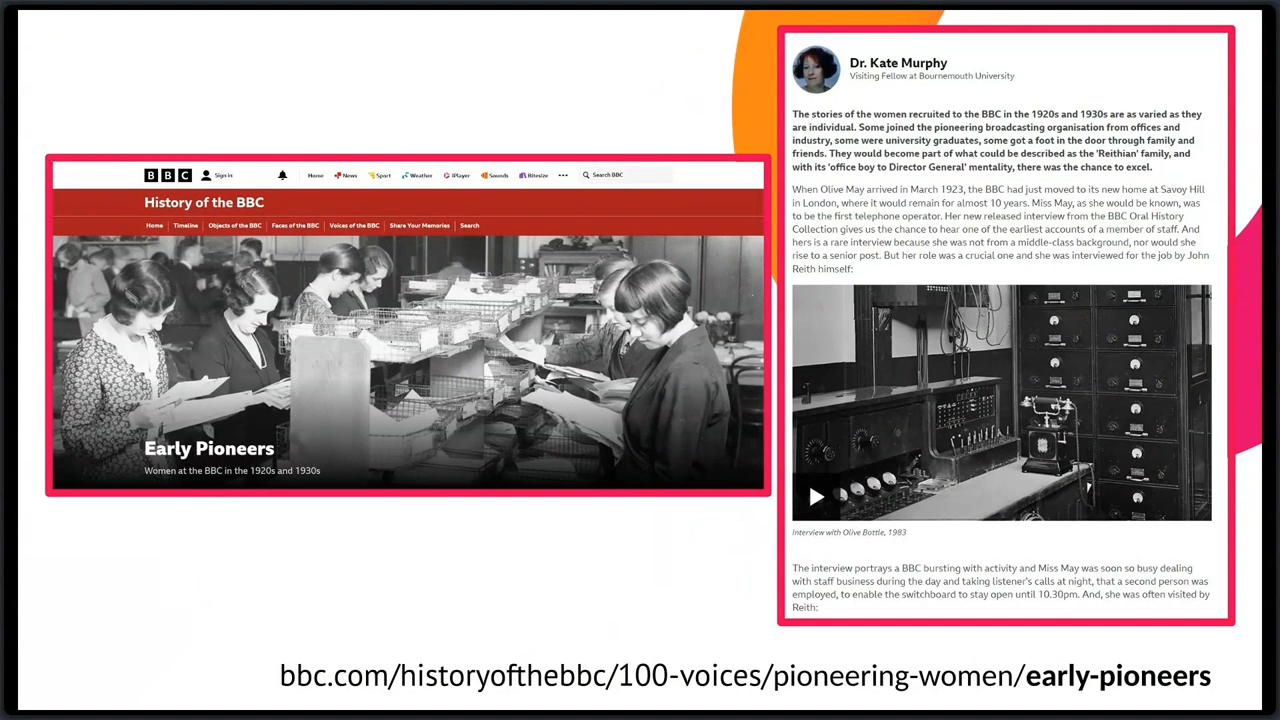 BBC Sign in Home News Sport Weather iPlayer Sounds Bitesize ••• Search BBC
History of the BBC
Home Timeline Objects of the BBC Faces of the BBC Voices of the BBC Share Your Memories Search
Early Pioneers
Women at the BBC in the 1920s and 1930s
Dr. Kate Murphy
Visiting Fellow at Bournemouth University
The stories of the women recruited to the BBC in the 1920s and 1930s are as varied as they
are individual. Some joined the pioneering broadcasting organisation from offices and
industry, some were university graduates, some got a foot in the door through family and
friends. They would become part of what could be described as the 'Reithian' family, and
with its 'office boy to Director General' mentality, there was the chance to excel.
When Olive May arrived in March 1923, the BBC had just moved to its new home at Savoy Hill
in London, where it would remain for almost 10 years. Miss May, as she would be known, was
to be the first telephone operator. Her new released interview from the BBC Oral History
Collection gives us the chance to hear one of the earliest accounts of a member of staff. And
hers is a rare interview because she was not from a middle-class background, nor would she
rise to a senior post. But her role was a crucial one and she was interviewed for the job by John
Reith himself:
Interview with Olive Bottle, 1983
The interview portrays a BBC bursting with activity and Miss May was soon so busy dealing
with staff business during the day and taking listener's calls at night, that a second person was
employed, to enable the switchboard to stay open until 10.30pm. And, she was often visited by
Reith:
bbc.com/historyofthebbc/100-voices/pioneering-women/early-pioneers